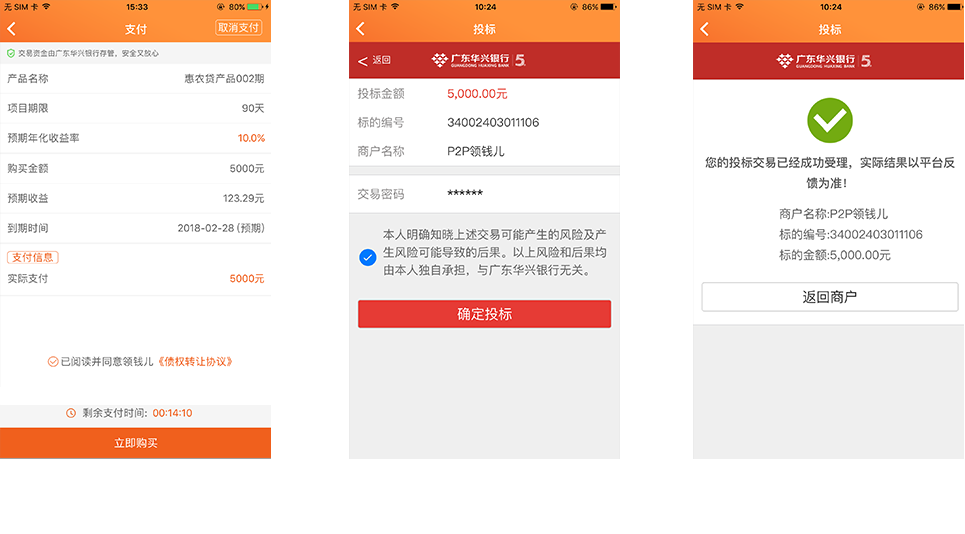 无 SIM 卡
15:33
80%
支付
取消支付
交易资金由广东华兴银行存管，安全又放心
产品名称
惠农贷产品002期
项目期限
90天
预期年化收益率
10.0%
购买金额
5000元
预期收益
123.29元
到期时间
2018-02-28 (预期)
支付信息
实际支付
5000元
已阅读并同意领钱儿《债权转让协议》
剩余支付时间: 00:14:10
立即购买
无 SIM 卡
10:24
86%
投标
< 返回
广东华兴银行
GUANGDONG HUAXING BANK
5
投标金额
5,000.00元
标的编号
34002403011106
商户名称
P2P领钱儿
交易密码
******
本人明确知晓上述交易可能产生的风险及产
生风险可能导致的后果。以上风险和后果均
由本人独自承担，与广东华兴银行无关。
确定投标
无 SIM 卡
10:24
86%
投标
广东华兴银行
GUANGDONG HUAXING BANK
5
您的投标交易已经成功受理，实际结果以平台反
馈为准！
商户名称:P2P领钱儿
标的编号:34002403011106
标的金额:5,000.00元
返回商户